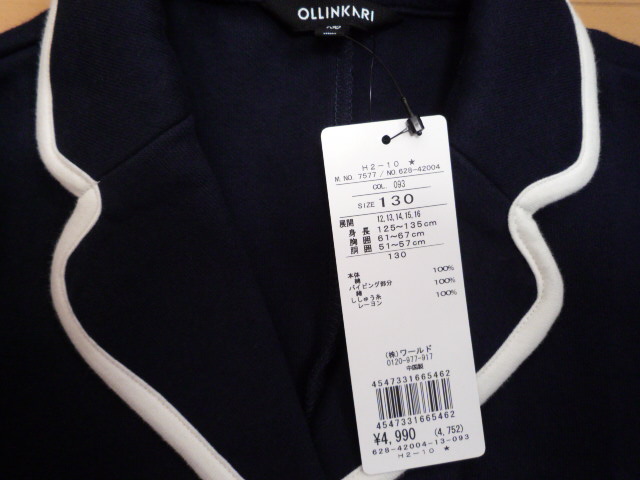 OLLINKARI
H2-10 ★
M.NO.7577 / NO.628-42004
COL. 093
SIZE 130
展開 12,13,14,15,16
身長 125~135cm
胸囲 61~67cm
胴囲 51~57cm
130
本体
綿 100%
パイピング部分
綿 100%
ししゅう糸
レーヨン 100%
(株)ワールド
0120-977-917
中国製
4547331665462
4547331665462
¥4,990 (4,752)
628-42004-13-093
H2-10 ★